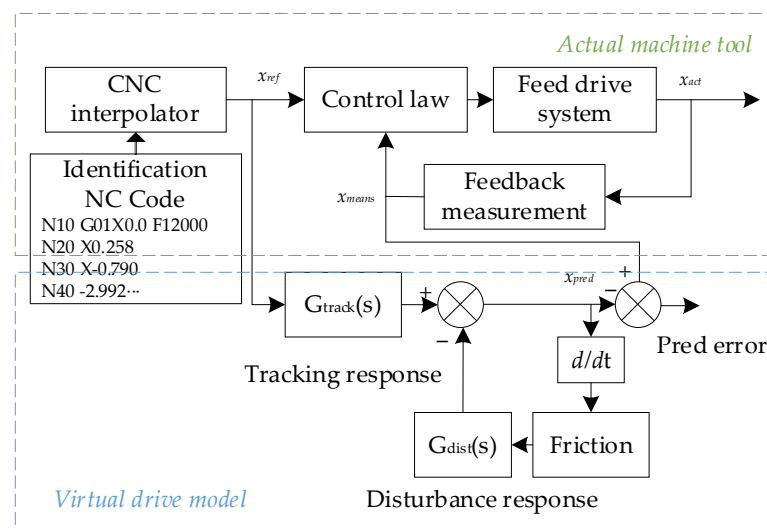 Actual machine tool
CNC
interpolator
x_ref
Control law
Feed drive
system
x_act
Identification
NC Code
N10 G01X0.0 F12000
N20 X0.258
N30 X-0.790
N40 -2.992···
x_means
Feedback
measurement
G_track(s)
+
−
x_pred
+
−
Pred error
Tracking response
d/dt
G_dist(s)
Friction
Virtual drive model
Disturbance response